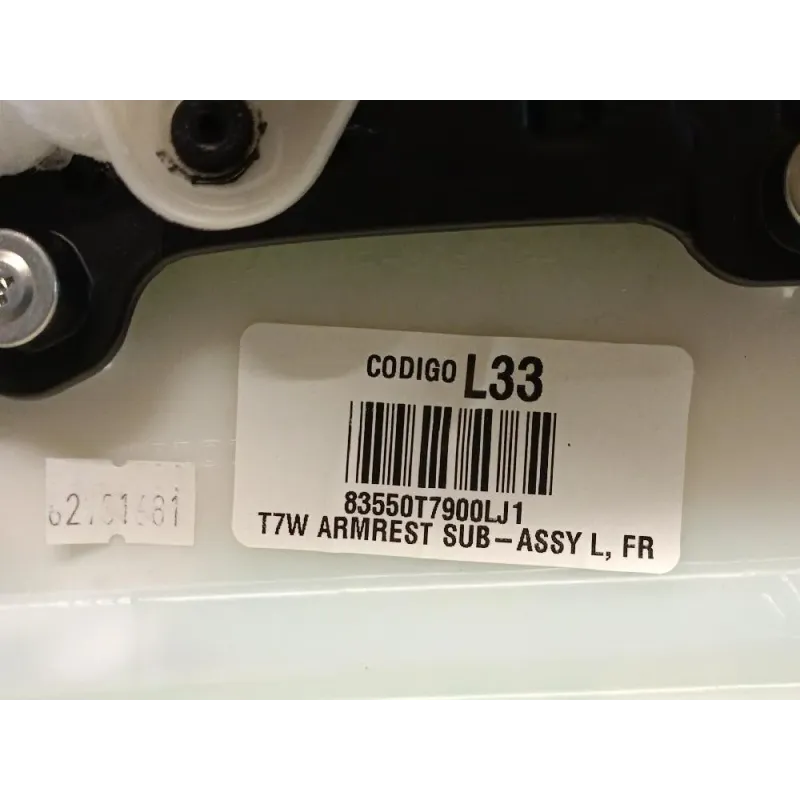 CODIGO L33
83550T7900LJ1
T7W ARMREST SUB-ASSY L, FR